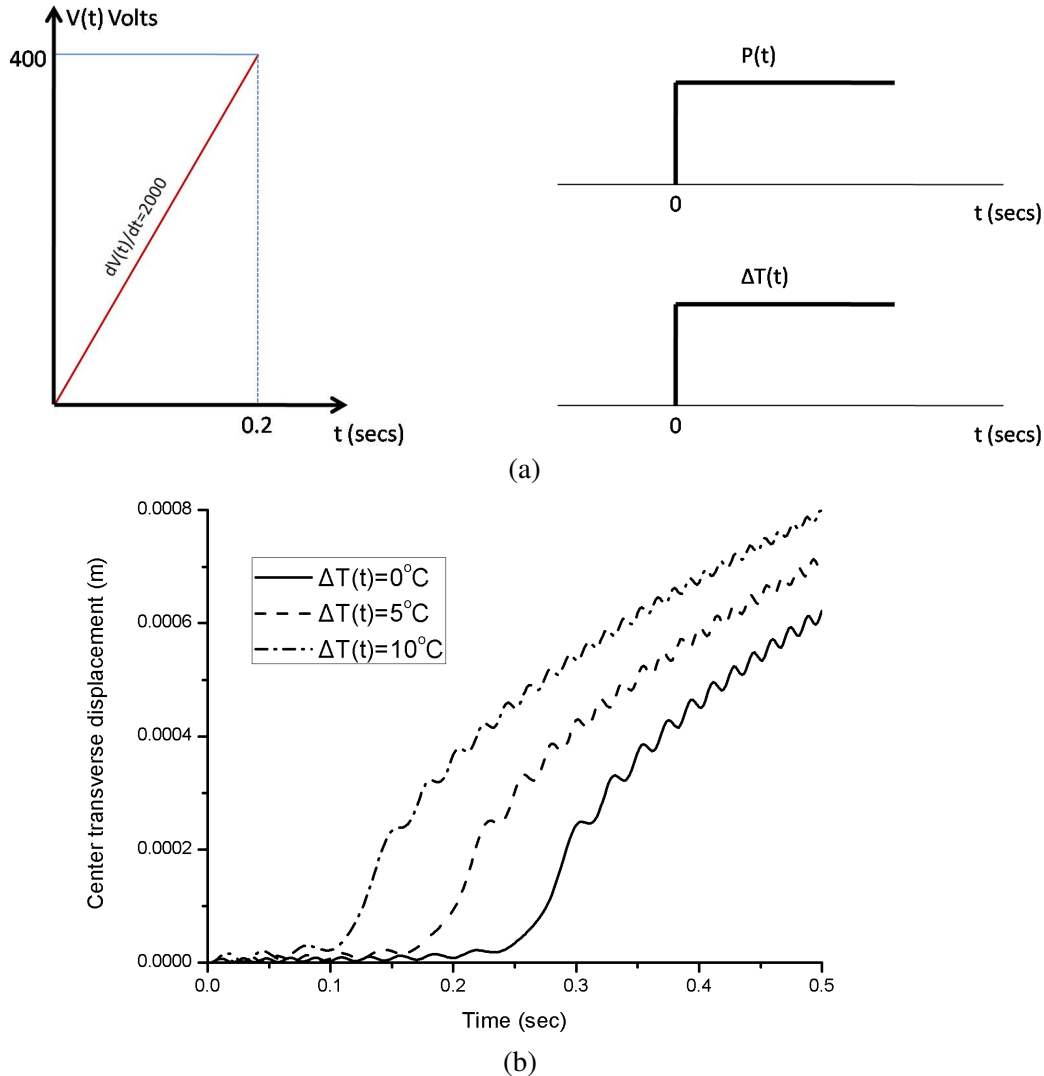 V(t) Volts
400
dV(t)/dt=2000
0.2
t (secs)
P(t)
0
t (secs)
ΔT(t)
0
t (secs)
(a)
0.0008
0.0006
0.0004
0.0002
0.0000
Center transverse displacement (m)
ΔT(t)=0°C
ΔT(t)=5°C
ΔT(t)=10°C
0.0
0.1
0.2
0.3
0.4
0.5
Time (sec)
(b)